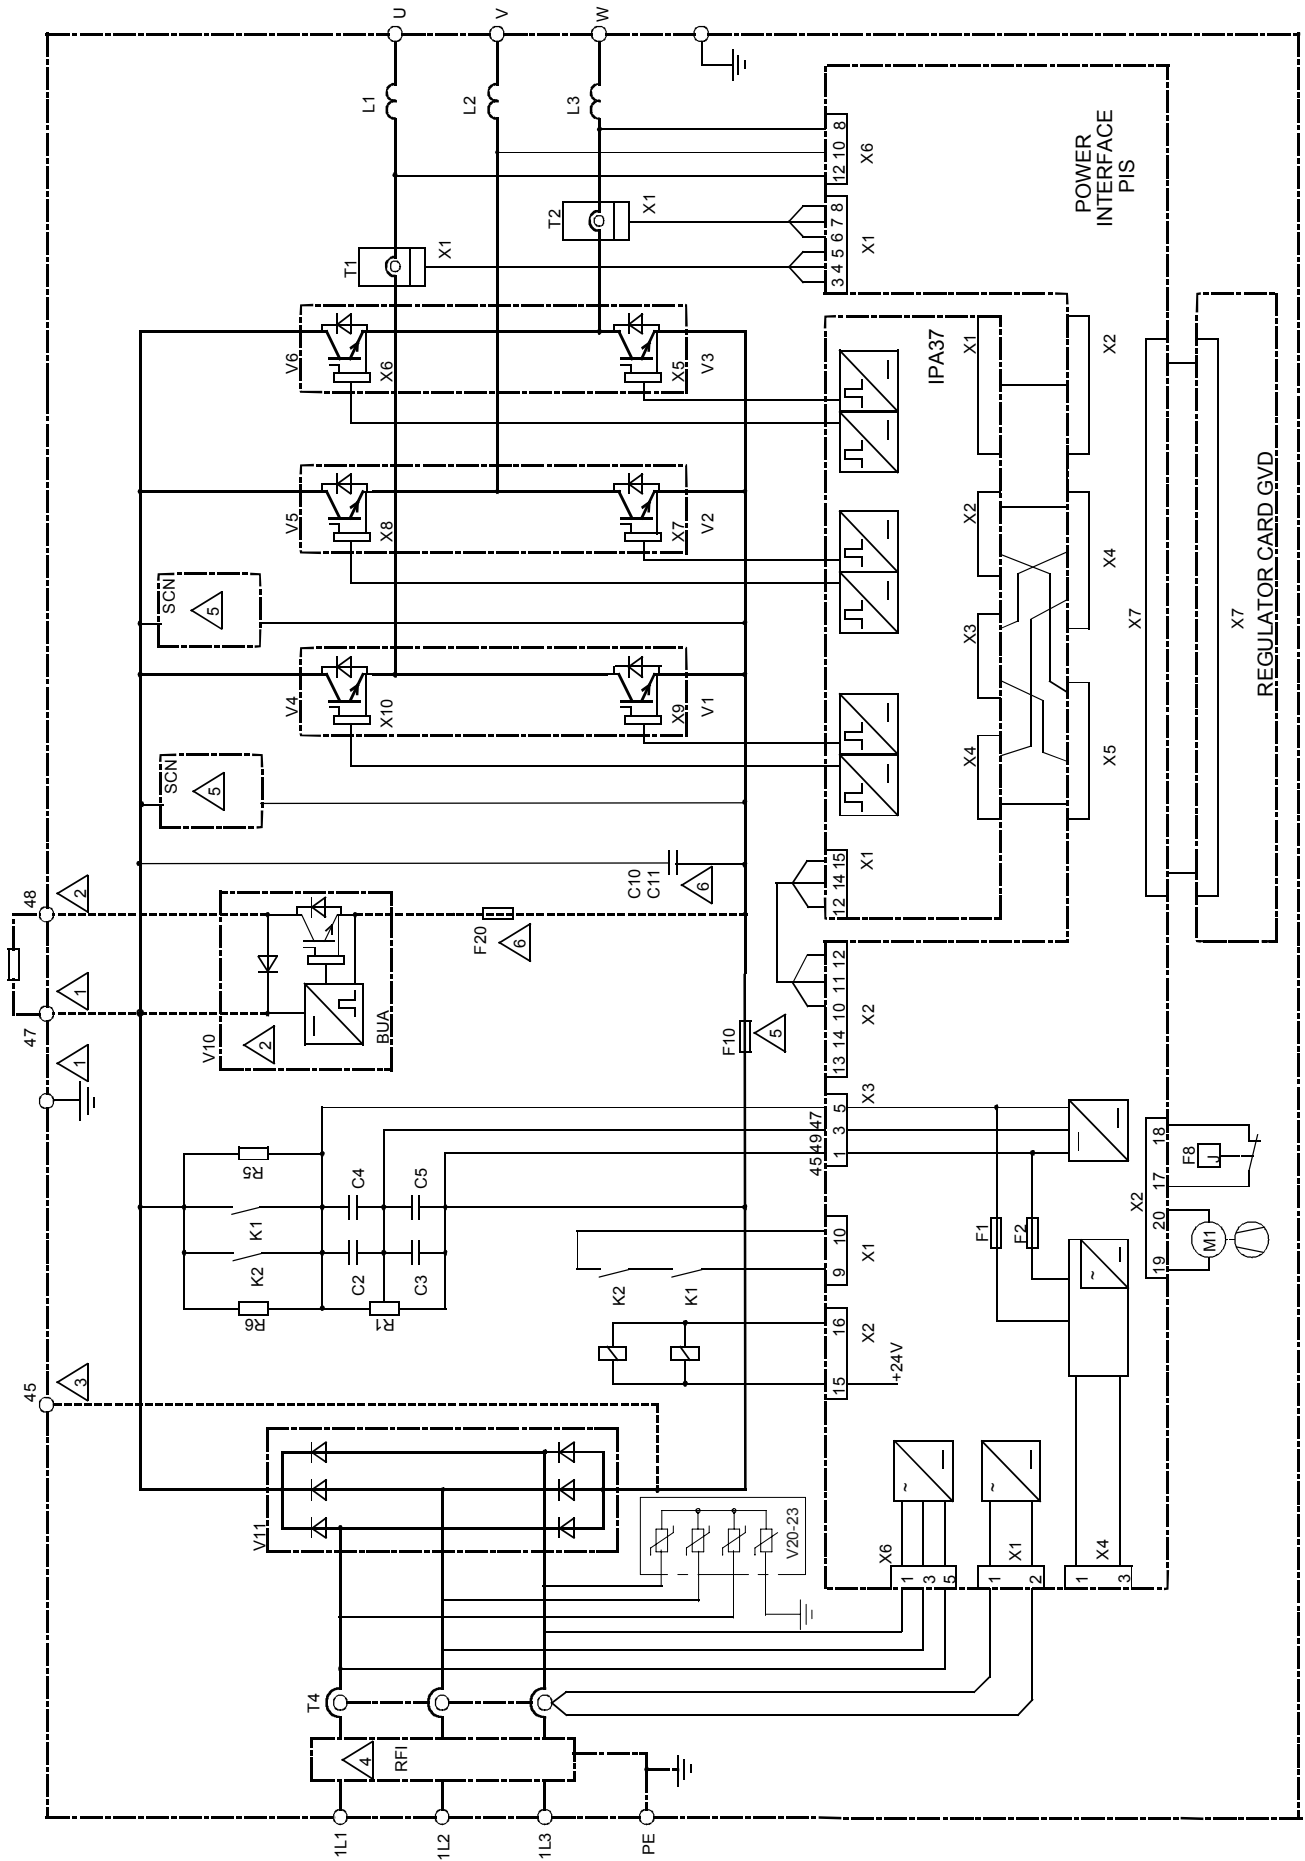 U
V
W
L1
L2
L3
T1
X1
T2
X1
12 10 8
X6
3 4 5 6 7 8
X1
POWER
INTERFACE
PIS
V6
X6
X5
V3
V5
X8
X7
V2
V4
X10
X9
V1
SCN
5
SCN
5
IPA37
X1
X2
X3
X4
X2
X4
X5
X7
X7
REGULATOR CARD GVD
12 14 15
X1
48
2
47
1
1
V10
2
BUA
F20
6
C10
C11
6
F10
5
13 14 10 11 12
X2
45 49 47
1 3 5
X3
R5
K1
K2
R6
C4
C5
C2
C3
R1
K2
K1
9 10
X1
15 16
X2
+24V
F1
F2
~
X2
19 20 17 18
M1
F8
45
3
V11
V20-23
~
~
X6
1 3 5
X1
1 2
X4
1 3
T4
4
RFI
1L1
1L2
1L3
PE